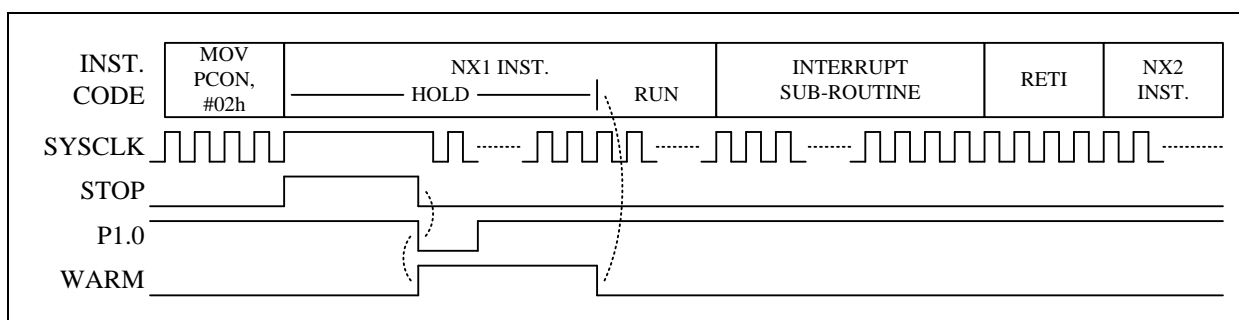 INST. CODE
MOV PCON, #02h
NX1 INST.
HOLD
RUN
INTERRUPT SUB-ROUTINE
RETI
NX2 INST.
SYSCLK
STOP
P1.0
WARM